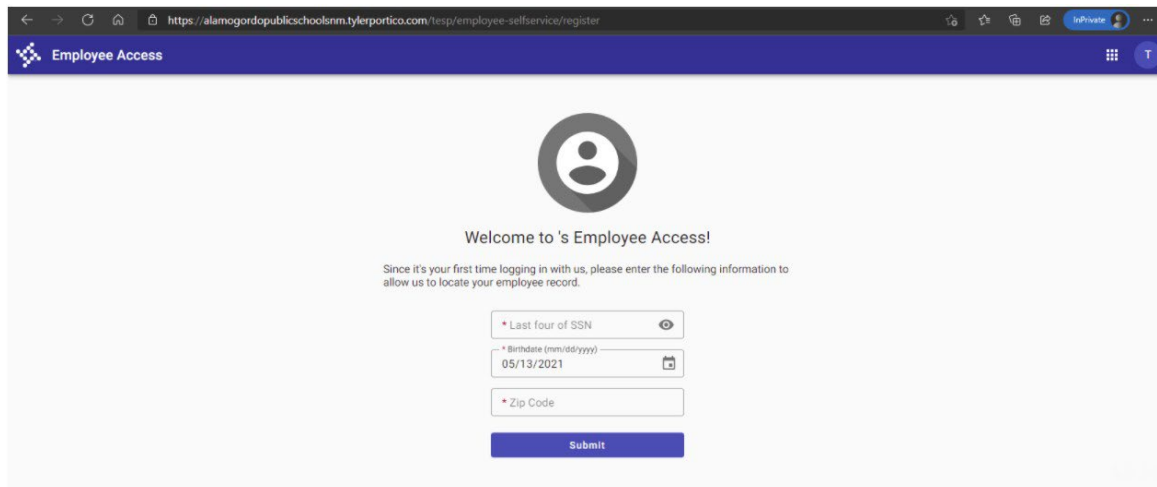 https://alamogordopublicschoolsnm.tylerportico.com/tesp/employee-selfservice/register
InPrivate
Employee Access
T
Welcome to 's Employee Access!
Since it's your first time logging in with us, please enter the following information to
allow us to locate your employee record.
* Last four of SSN
* Birthdate (mm/dd/yyyy)
05/13/2021
* Zip Code
Submit